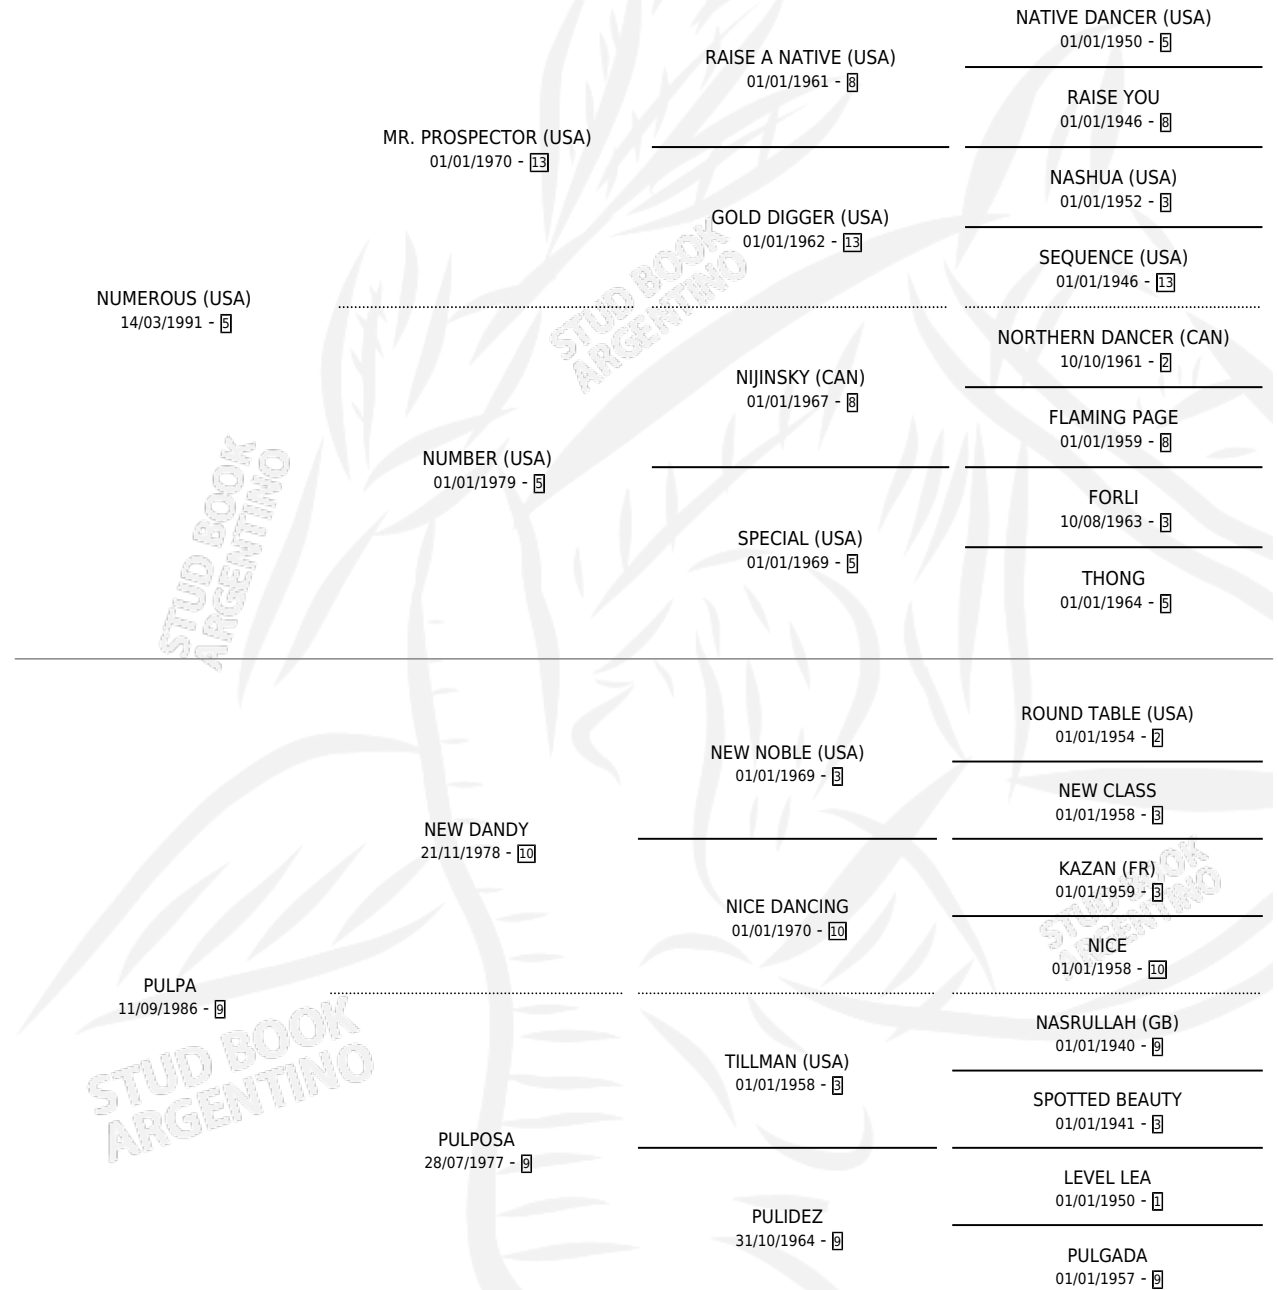 NATIVE DANCER (USA)
01/01/1950 - 5
RAISE A NATIVE (USA)
01/01/1961 - 8
RAISE YOU
01/01/1946 - 8
MR. PROSPECTOR (USA)
01/01/1970 - 13
NASHUA (USA)
01/01/1952 - 3
GOLD DIGGER (USA)
01/01/1962 - 13
SEQUENCE (USA)
01/01/1946 - 13
NUMEROUS (USA)
14/03/1991 - 5
STUD BOOK
ARGENTINO
NORTHERN DANCER (CAN)
10/10/1961 - 2
NIJINSKY (CAN)
01/01/1967 - 8
FLAMING PAGE
01/01/1959 - 8
NUMBER (USA)
01/01/1979 - 5
FORLI
10/08/1963 - 3
SPECIAL (USA)
01/01/1969 - 5
THONG
01/01/1964 - 5
STUD BOOK
ARGENTINO
ROUND TABLE (USA)
01/01/1954 - 2
NEW NOBLE (USA)
01/01/1969 - 3
NEW CLASS
01/01/1958 - 3
NEW DANDY
21/11/1978 - 10
KAZAN (FR)
01/01/1959 - 3
NICE DANCING
01/01/1970 - 10
NICE
01/01/1958 - 10
STUD BOOK
ARGENTINO
PULPA
11/09/1986 - 9
NASRULLAH (GB)
01/01/1940 - 9
TILLMAN (USA)
01/01/1958 - 3
SPOTTED BEAUTY
01/01/1941 - 3
STUD BOOK
ARGENTINO
PULPOSA
28/07/1977 - 9
LEVEL LEA
01/01/1950 - 1
PULIDEZ
31/10/1964 - 9
PULGADA
01/01/1957 - 9